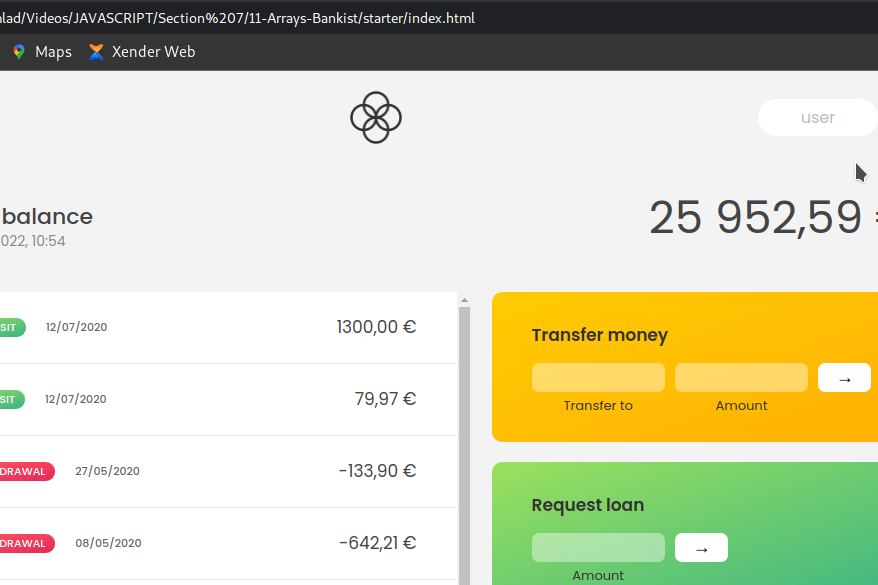 lad/Videos/JAVASCRIPT/Section%207/11-Arrays-Bankist/starter/index.html
Maps Xender Web
user
balance
25 952,59
022, 10:54
SIT 12/07/2020 1300,00 €
Transfer money
→
SIT 12/07/2020 79,97 €
Transfer to Amount
DRAWAL 27/05/2020 -133,90 €
Request loan
→
DRAWAL 08/05/2020 -642,21 €
Amount